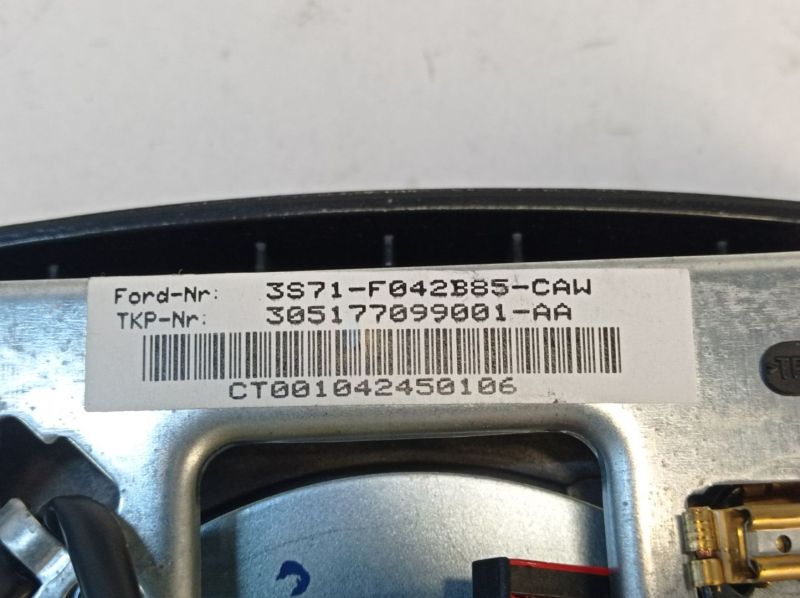 Ford-Nr: 3S71-F042B85-CAW
TKP-Nr: 305177099001-AA
CT001042450106